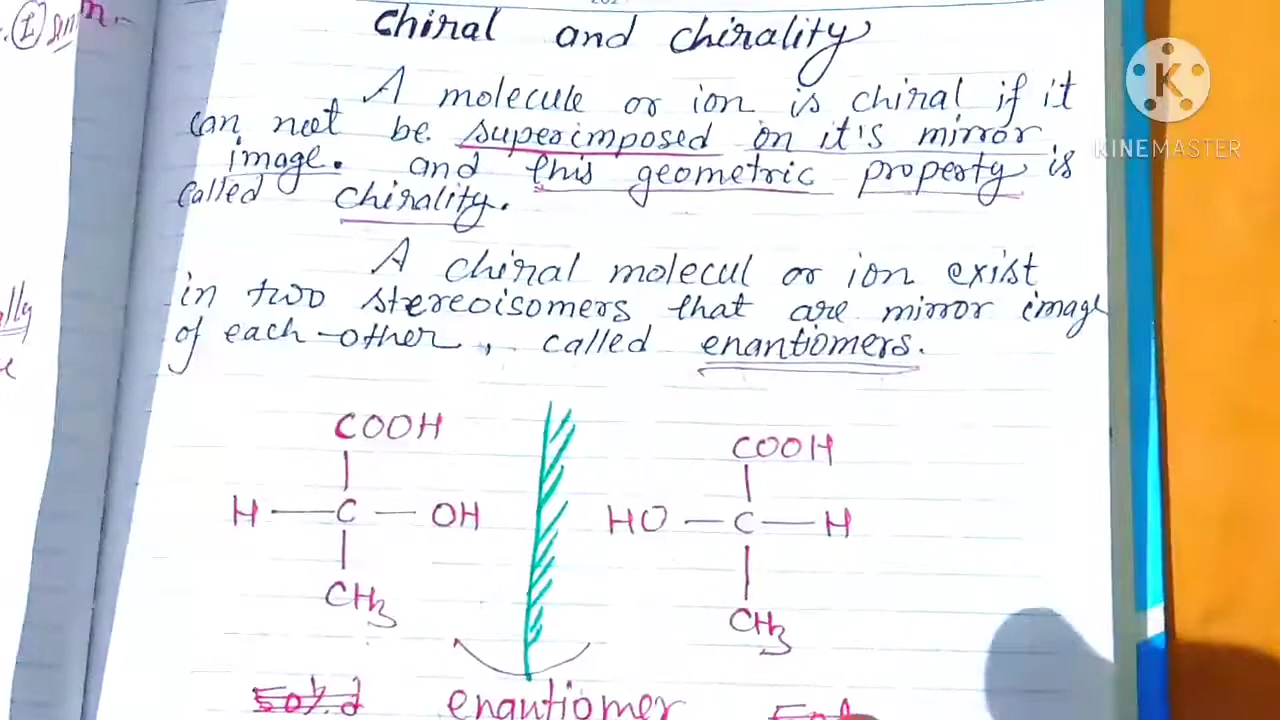 chiral and chirality
A molecule or ion is chiral if it
can not be superimposed on it's mirror
image. and this geometric property is
called chirality.
A chiral molecul or ion exist
in two stereoisomers that are mirror image
of each-other, called enantiomers.
COOH
H — C — OH
CH3
COOH
HO — C — H
CH3
enantiomer
K
KINEMASTER